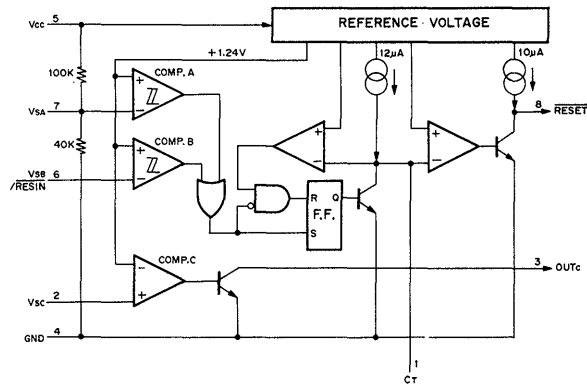 REFERENCE VOLTAGE
Vcc 5
+1.24V
12μA
10μA
100K
COMP. A
+
-
8 RESET
VSA 7
40K
COMP. B
+
-
VSB
/RESIN 6
+
-
+
-
R Q
F.F.
S
COMP. C
-
+
3 OUTc
VSC 2
GND 4
1
CT